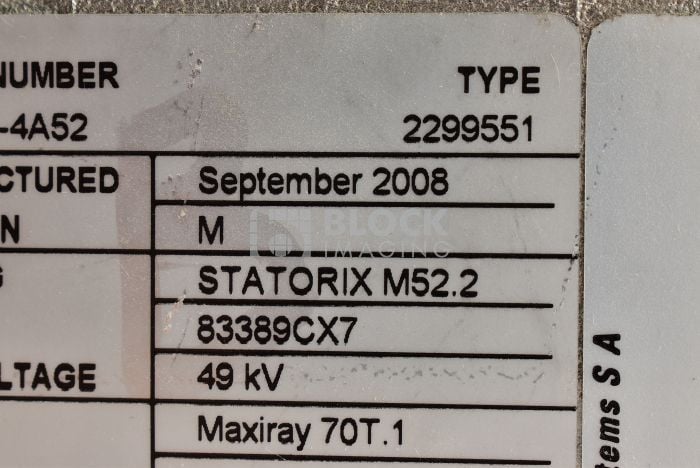 NUMBER TYPE
-4A52 2299551
CTURED September 2008
N M
BLOCK
IMAGING
G STATORIX M52.2
83389CX7
LTAGE 49 kV
Maxiray 70T.1
tems S A